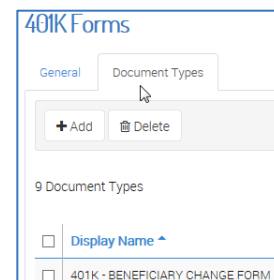 401K Forms
General Document Types
+ Add Delete
9 Document Types
Display Name
401K - BENEFICIARY CHANGE FORM